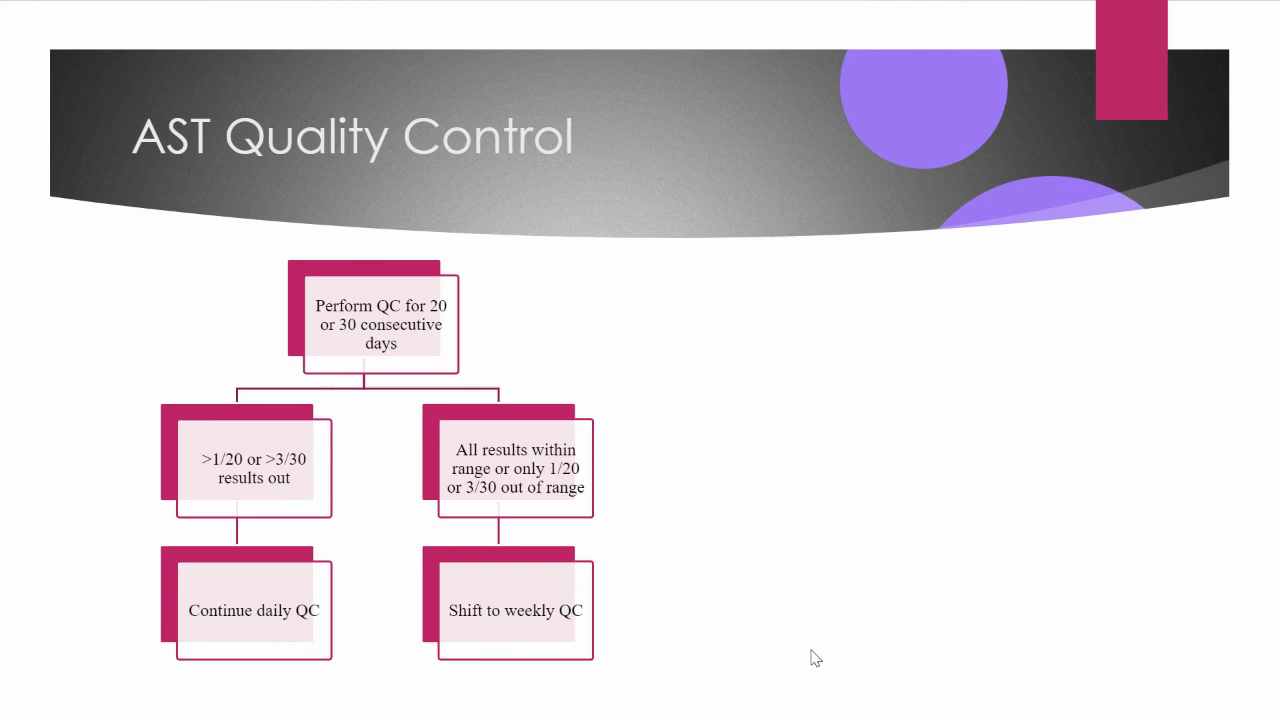 AST Quality Control
Perform QC for 20
or 30 consecutive
days
>1/20 or >3/30
results out
All results within
range or only 1/20
or 3/30 out of range
Continue daily QC
Shift to weekly QC